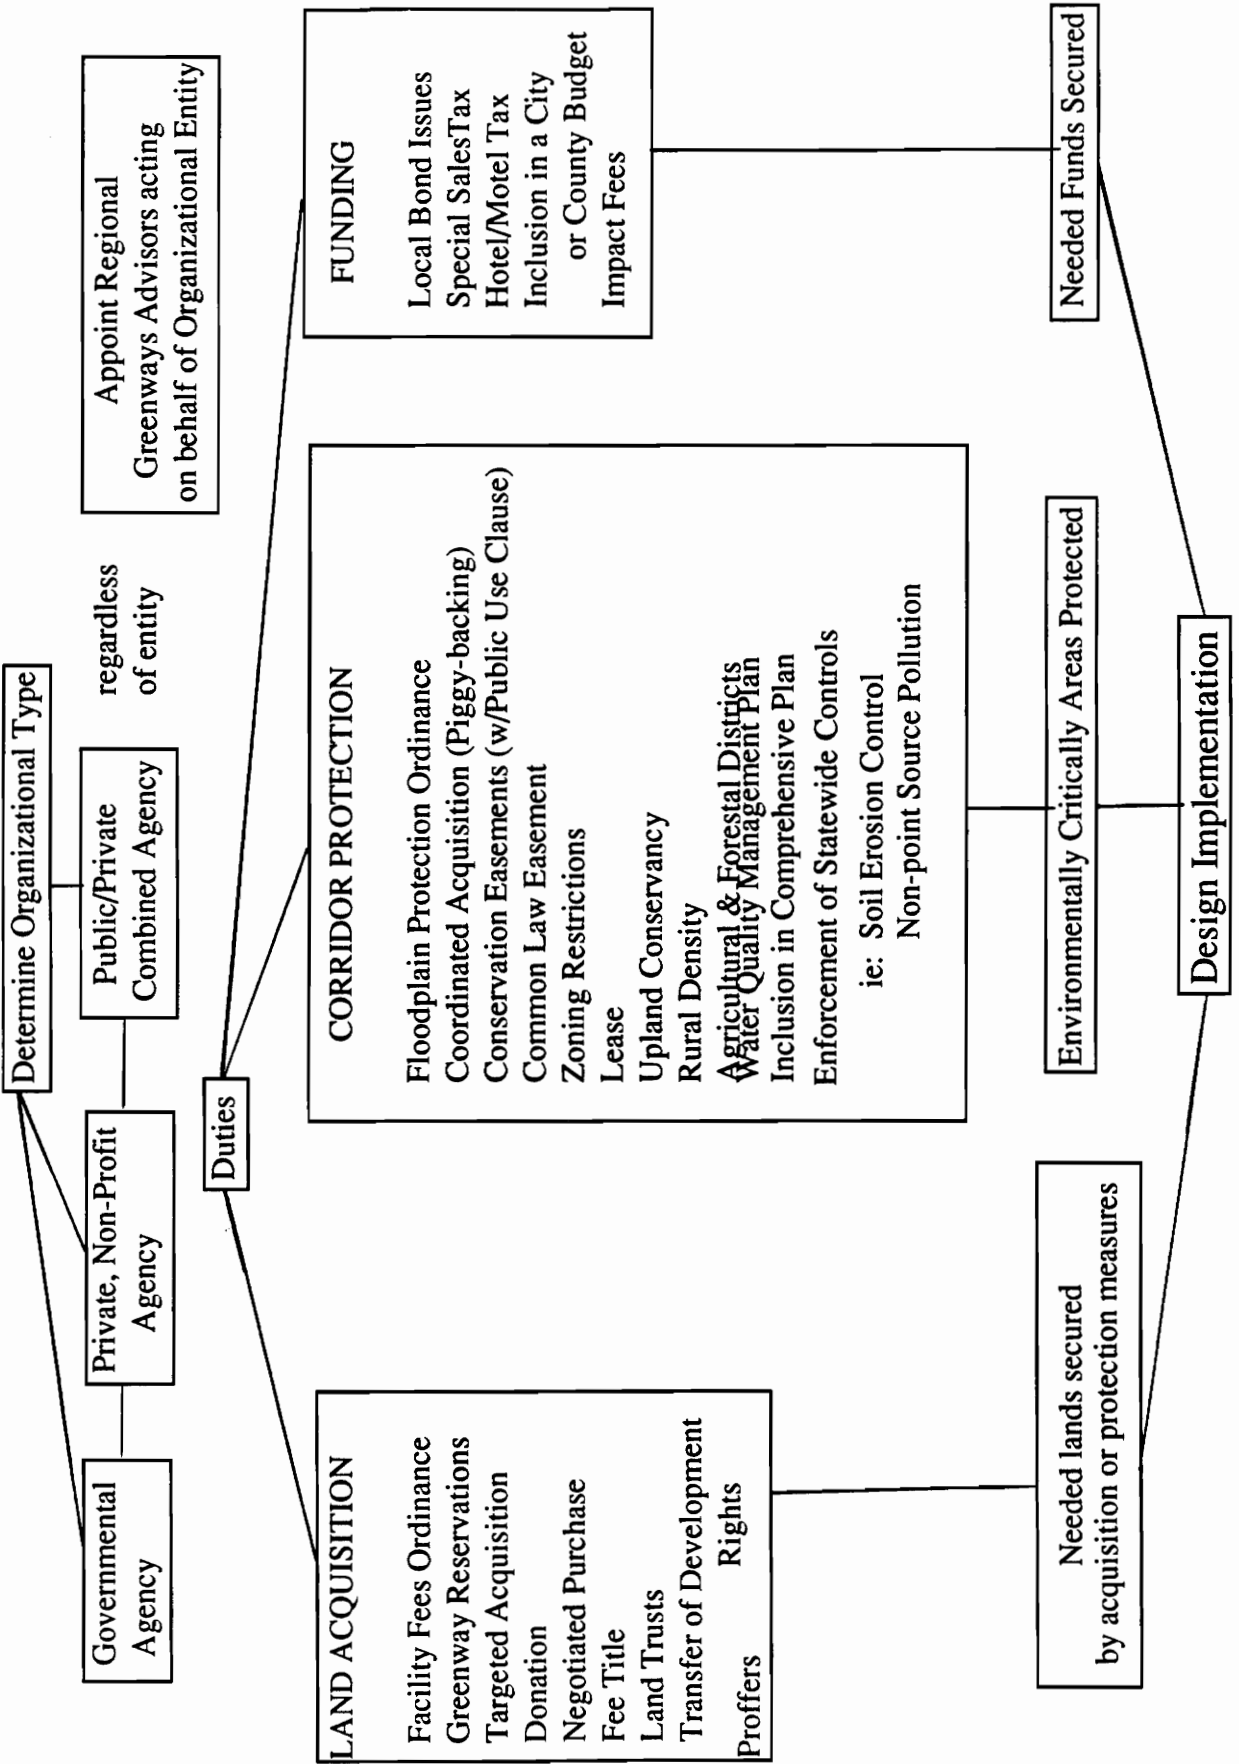 Determine Organizational Type
Governmental
Agency
Private, Non-Profit
Agency
Public/Private
Combined Agency
regardless
of entity
Appoint Regional
Greenways Advisors acting
on behalf of Organizational Entity
Duties
LAND ACQUISITION
Facility Fees Ordinance
Greenway Reservations
Targeted Acquisition
Donation
Negotiated Purchase
Fee Title
Land Trusts
Transfer of Development
Rights
Proffers
CORRIDOR PROTECTION
Floodplain Protection Ordinance
Coordinated Acquisition (Piggy-backing)
Conservation Easements (w/Public Use Clause)
Common Law Easement
Zoning Restrictions
Lease
Upland Conservancy
Rural Density
Agricultural & Forestal Districts
Water Quality Management Plan
Inclusion in Comprehensive Plan
Enforcement of Statewide Controls
ie: Soil Erosion Control
Non-point Source Pollution
FUNDING
Local Bond Issues
Special SalesTax
Hotel/Motel Tax
Inclusion in a City
or County Budget
Impact Fees
Needed lands secured
by acquisition or protection measures
Environmentally Critically Areas Protected
Needed Funds Secured
Design Implementation